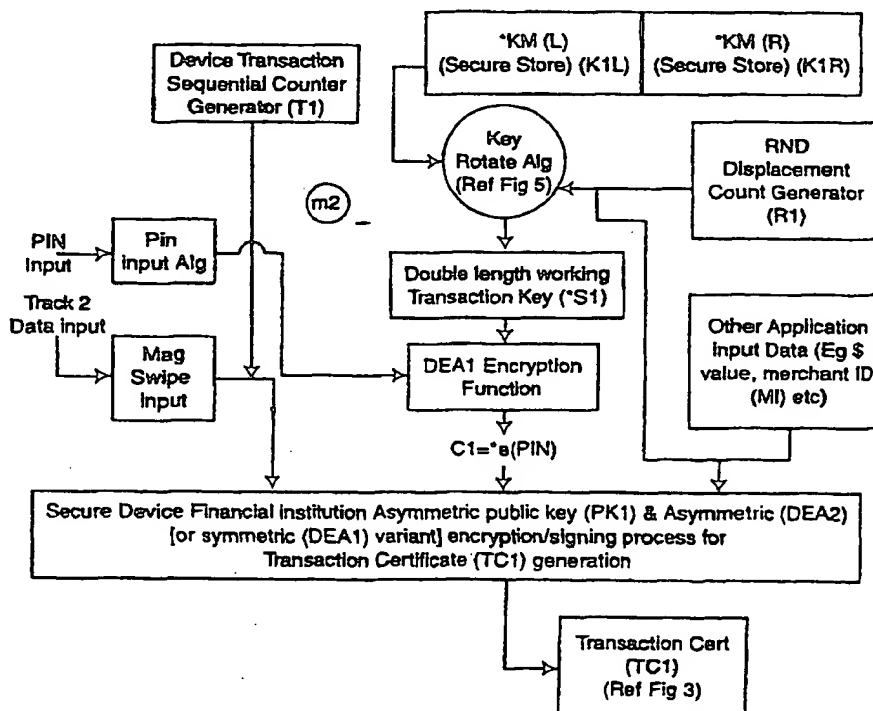 Device Transaction
Sequential Counter
Generator (T1)
*KM (L)
(Secure Store) (K1L)
*KM (R)
(Secure Store) (K1R)
Key
Rotate Alg
(Ref Fig 5)
RND
Displacement
Count Generator
(R1)
m2
PIN
Input
Pin
input Alg
Double length working
Transaction Key (*S1)
Track 2
Data input
Mag
Swipe
Input
DEA1 Encryption
Function
Other Application
input Data (Eg $
value, merchant ID
(MI) etc)
C1=*e(PIN)
Secure Device Financial institution Asymmetric public key (PK1) & Asymmetric (DEA2)
[or symmetric (DEA1) variant] encryption/signing process for
Transaction Certificate (TC1) generation
Transaction Cert
(TC1)
(Ref Fig 3)